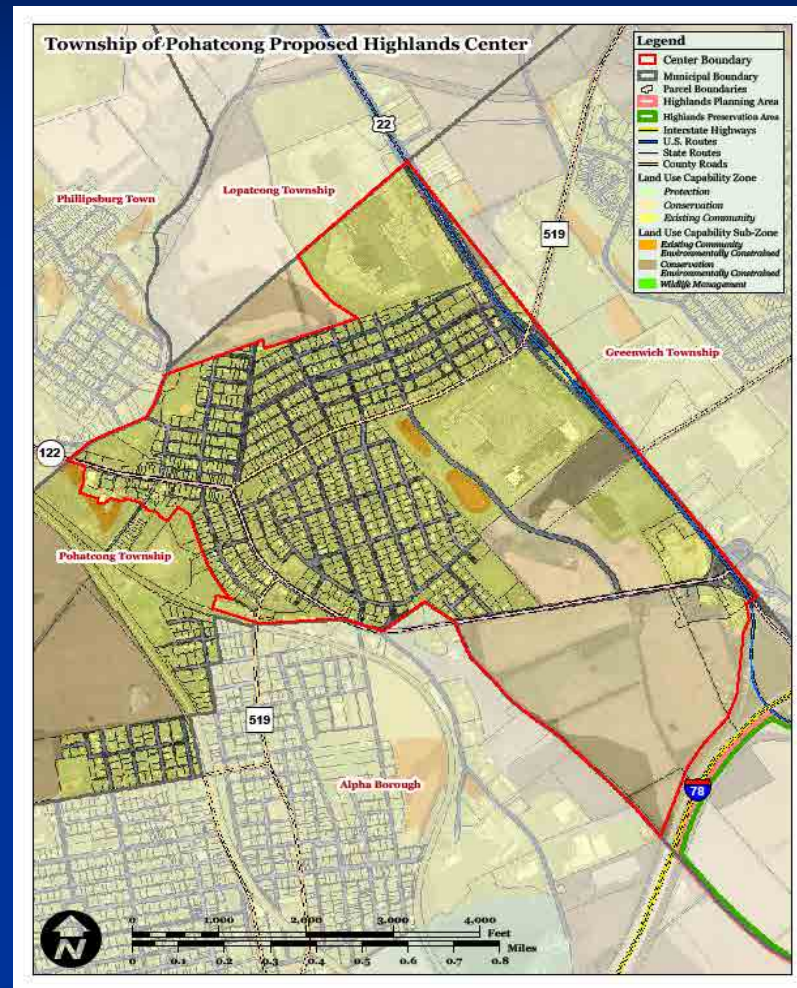 Township of Pohatcong Proposed Highlands Center
Legend
Center Boundary
Municipal Boundary
Parcel Boundaries
Highlands Planning Area
Highlands Preservation Area
Interstate Highways
U.S. Routes
State Routes
County Roads
Land Use Capability Zone
Protection
Conservation
Existing Community
Land Use Capability Sub-Zone
Existing Community
Environmentally Constrained
Conservation
Environmentally Constrained
Wildlife Management
22
Phillipsburg Town
Lopatcong Township
519
Greenwich Township
122
Pohatcong Township
519
Alpha Borough
78
0 1,000 2,000 3,000 4,000
Feet
Miles
0 0.1 0.2 0.3 0.4 0.5 0.6 0.7 0.8
N